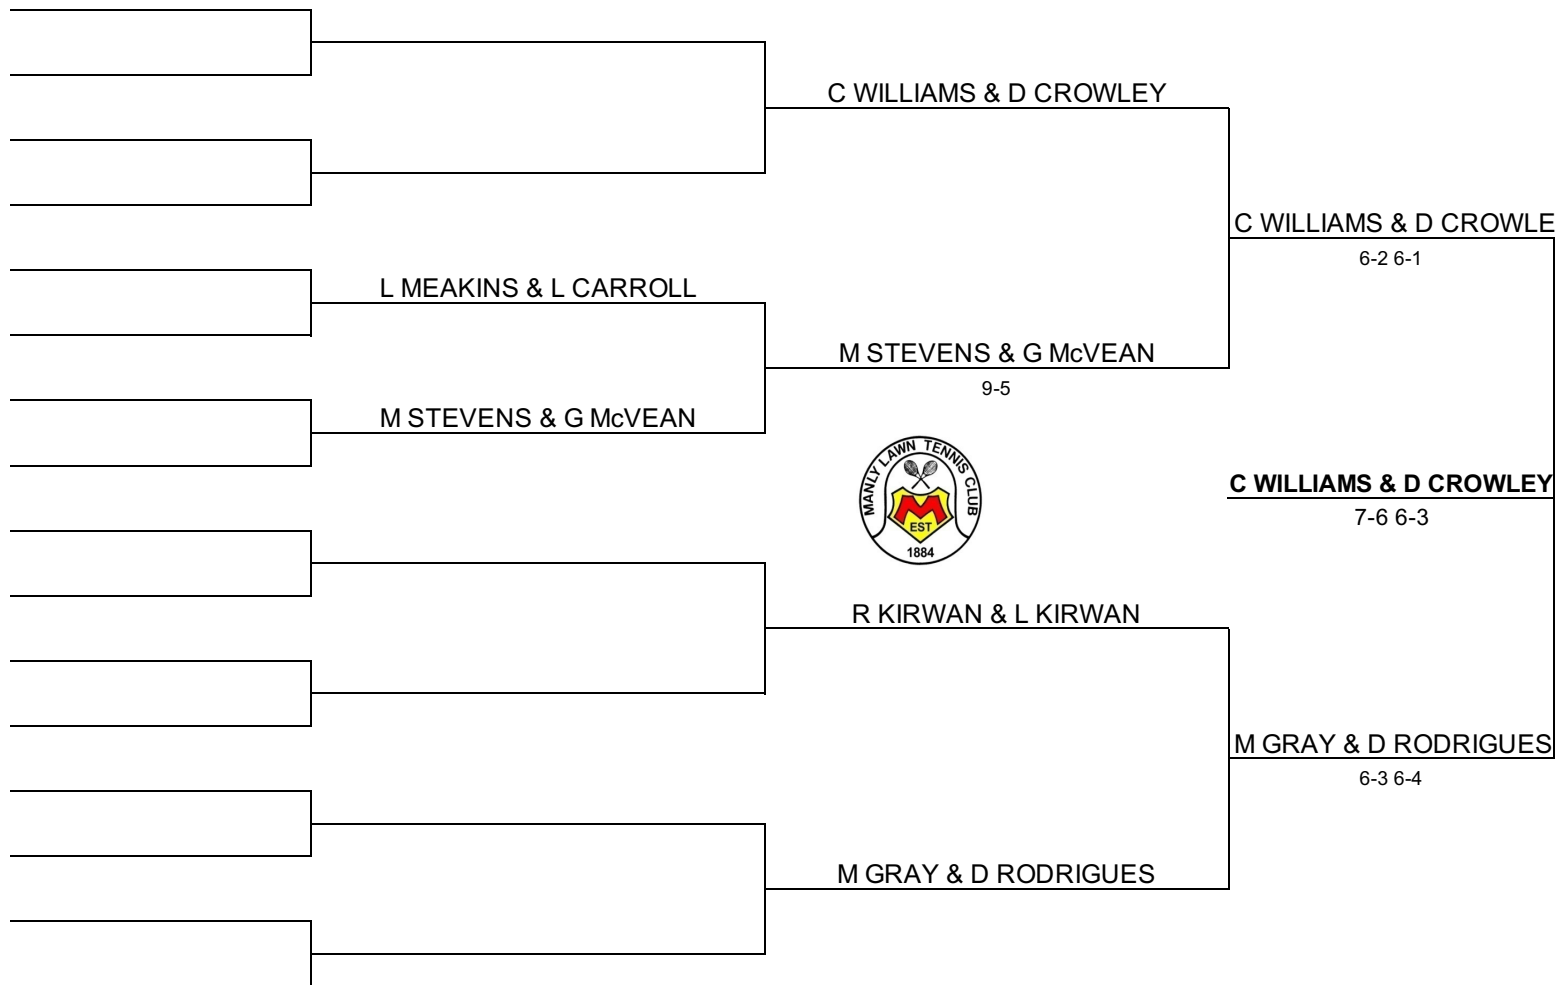 C WILLIAMS & D CROWLEY
C WILLIAMS & D CROWLE
6-2 6-1
L MEAKINS & L CARROLL
M STEVENS & G McVEAN
9-5
M STEVENS & G McVEAN
MANLY LAWN TENNIS CLUB
M
EST
1884
C WILLIAMS & D CROWLEY
7-6 6-3
R KIRWAN & L KIRWAN
M GRAY & D RODRIGUES
6-3 6-4
M GRAY & D RODRIGUES